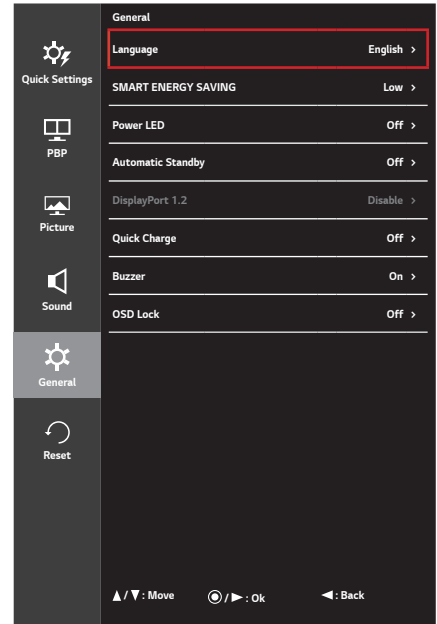 Quick Settings
PBP
Picture
Sound
General
Reset
General
Language English >
SMART ENERGY SAVING Low >
Power LED Off >
Automatic Standby Off >
DisplayPort 1.2 Disable >
Quick Charge Off >
Buzzer On >
OSD Lock Off >
▲/▼: Move ◉/►: Ok ◄: Back